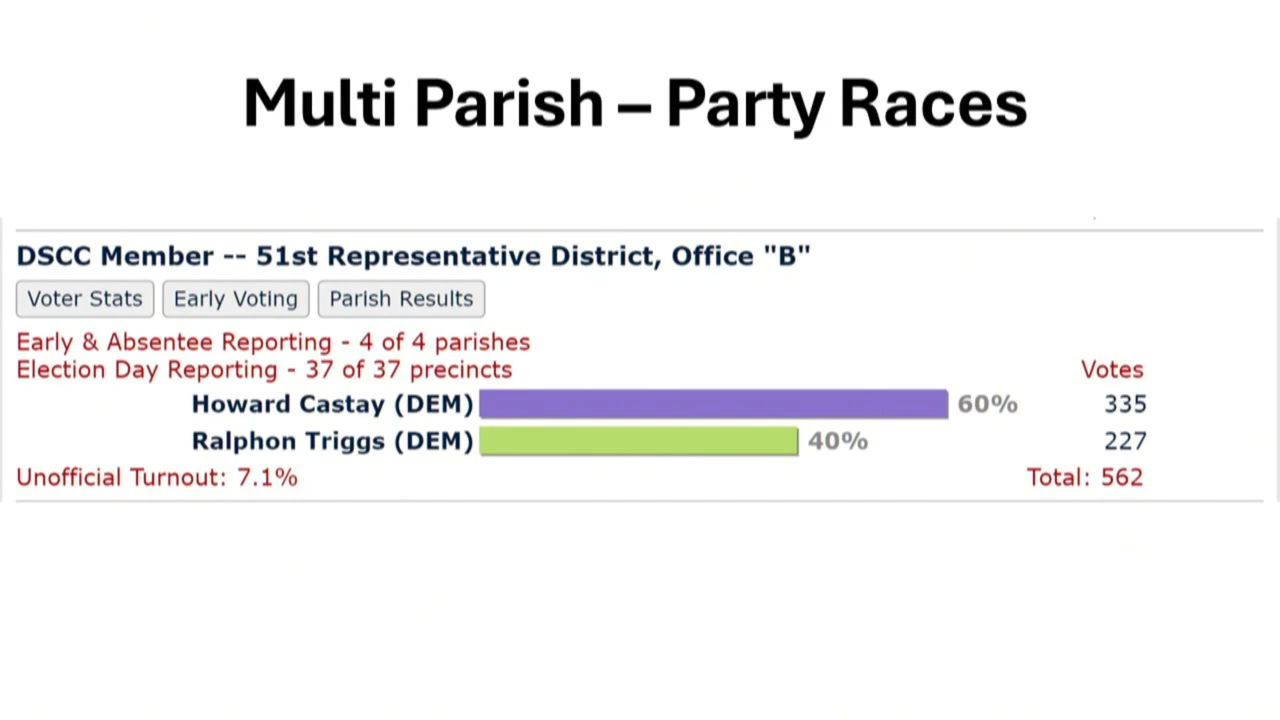 Multi Parish – Party Races
DSCC Member -- 51st Representative District, Office "B"
Voter Stats Early Voting Parish Results
Early & Absentee Reporting - 4 of 4 parishes
Election Day Reporting - 37 of 37 precincts Votes
Howard Castay (DEM) 60% 335
Ralphon Triggs (DEM) 40% 227
Unofficial Turnout: 7.1% Total: 562